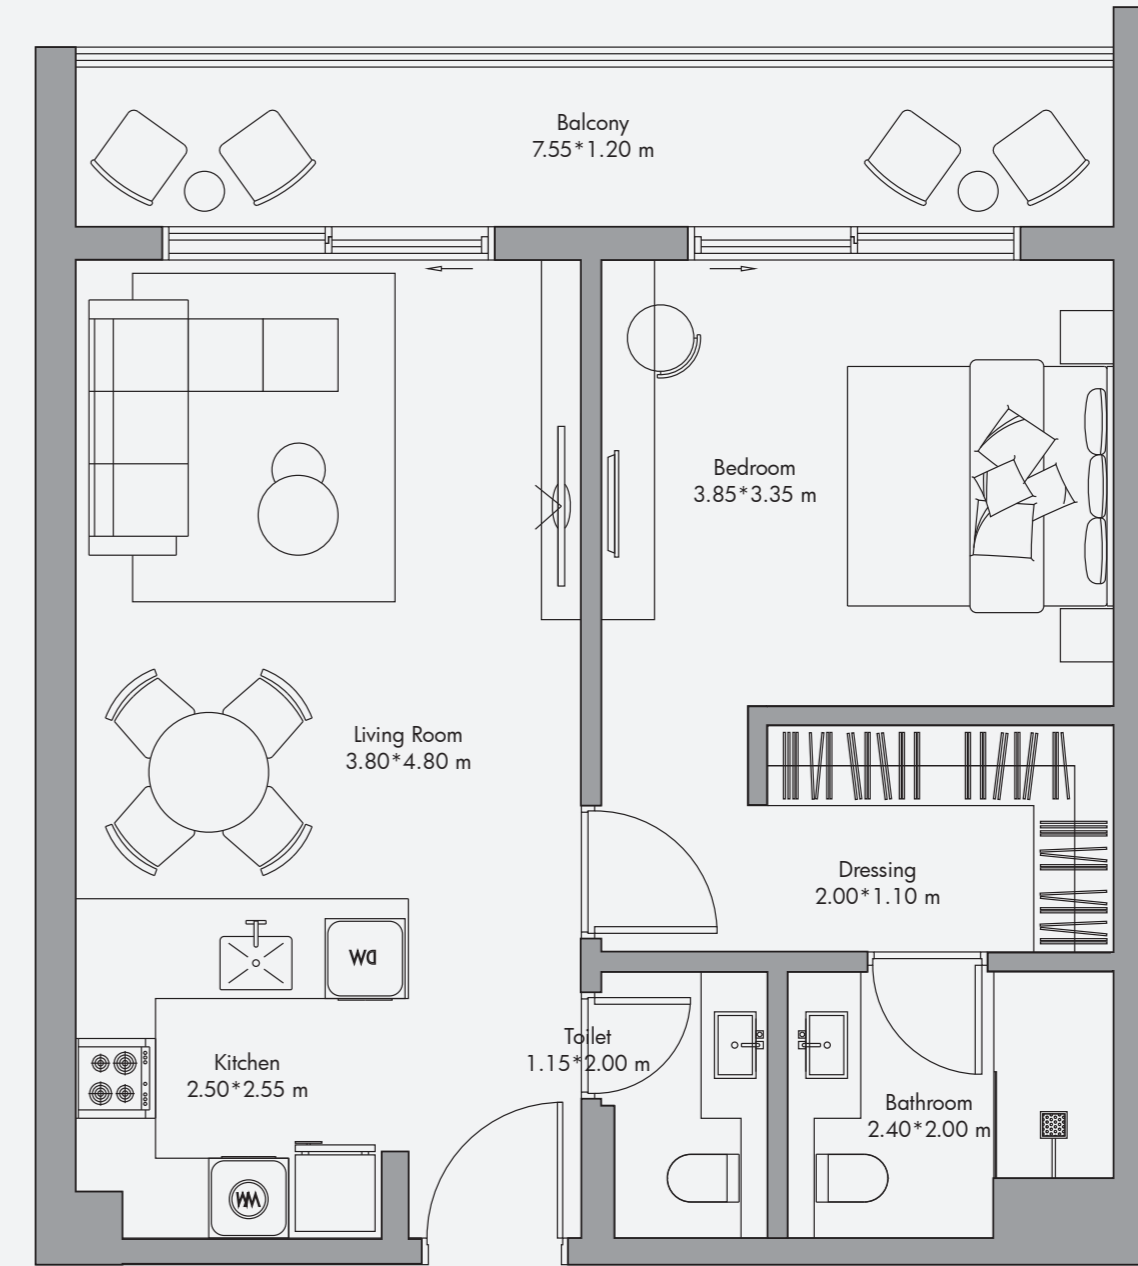 Balcony
7.55*1.20 m
Bedroom
3.85*3.35 m
Living Room
3.80*4.80 m
Dressing
2.00*1.10 m
DW
Toilet
1.15*2.00 m
Kitchen
2.50*2.55 m
Bathroom
2.40*2.00 m
WM